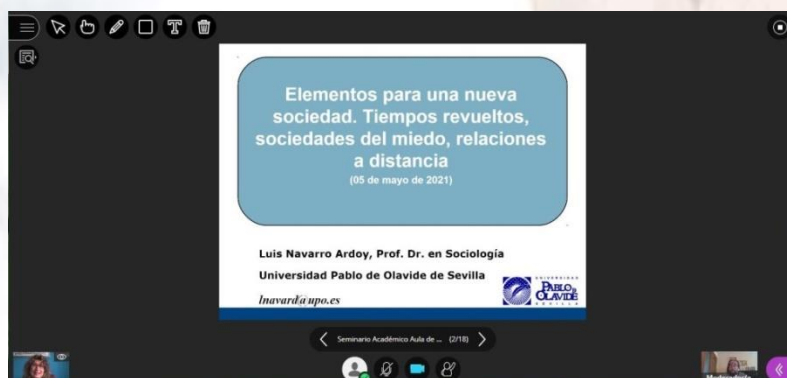 Elementos para una nueva
sociedad. Tiempos revueltos,
sociedades del miedo, relaciones
a distancia
(05 de mayo de 2021)
Luis Navarro Ardoy, Prof. Dr. en Sociología
Universidad Pablo de Olavide de Sevilla
lnavard@upo.es
UNIVERSIDAD
PABLO DE
OLAVIDE
SEVILLA
Seminario Académico Aula de ... (2/18)